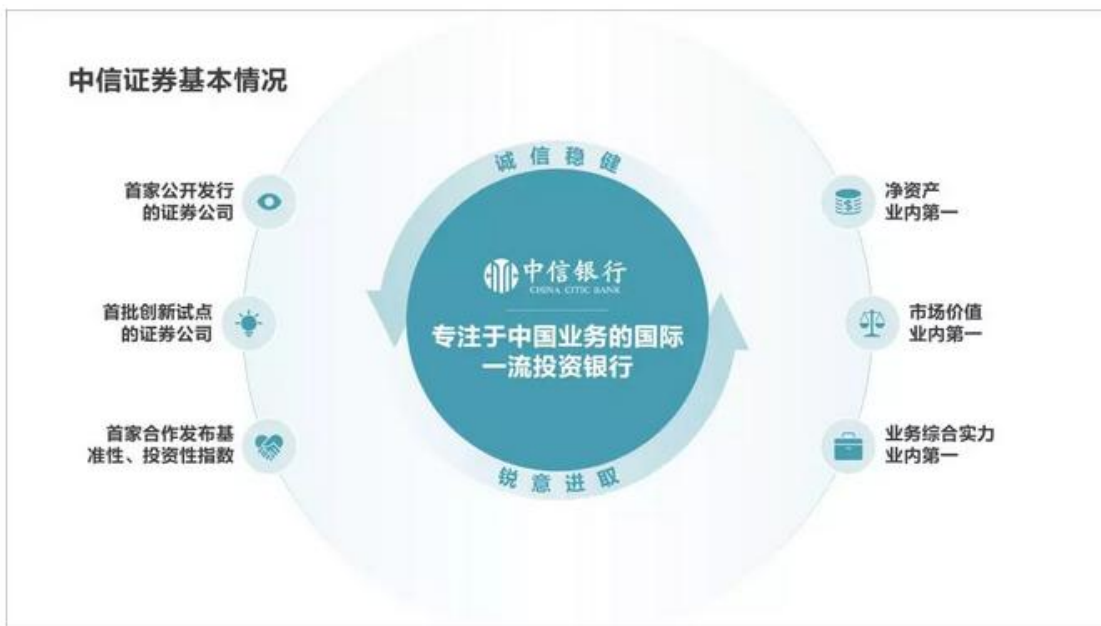 中信证券基本情况
诚信稳健
首家公开发行
的证券公司
首批创新试点
的证券公司
首家合作发布基
准性、投资性指数
中信银行
CHINA CITIC BANK
专注于中国业务的国际
一流投资银行
锐意进取
净资产
业内第一
市场价值
业内第一
业务综合实力
业内第一